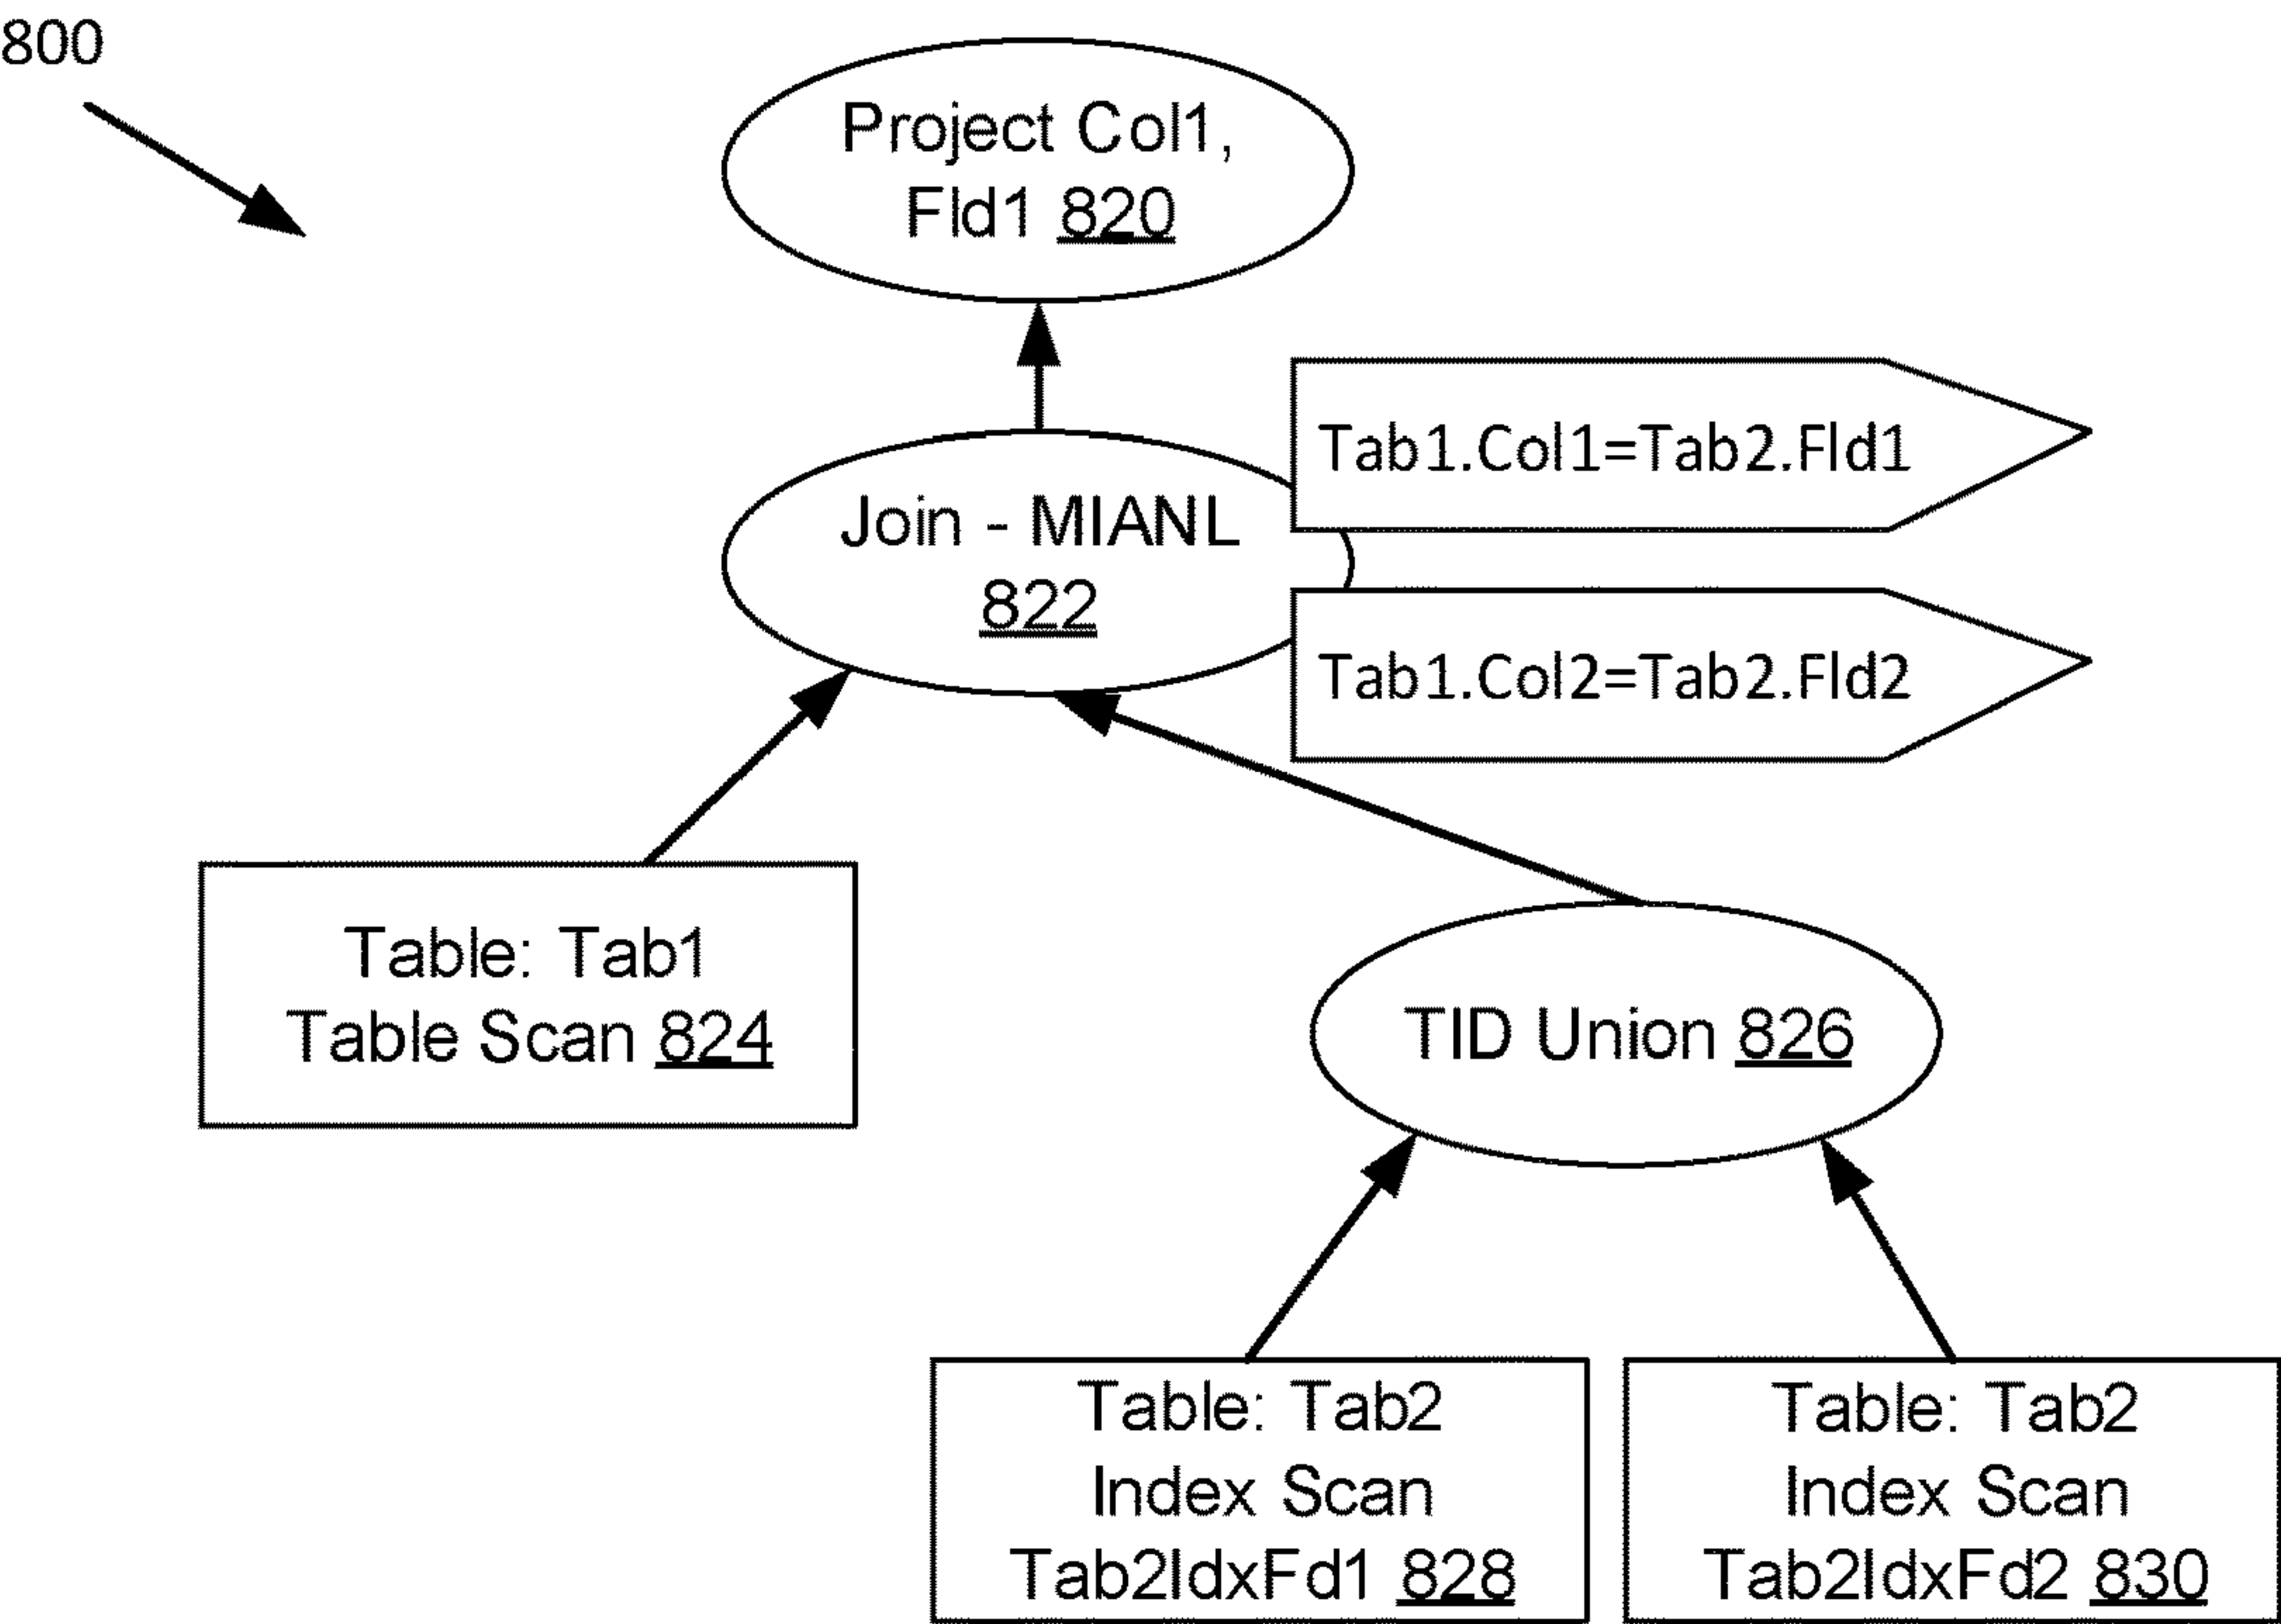 800
Project Col1,
Fld1 820
Tab1.Col1=Tab2.Fld1
Join - MIANL
822
Tab1.Col2=Tab2.Fld2
Table: Tab1
Table Scan 824
TID Union 826
Table: Tab2
Index Scan
Tab2IdxFd1 828
Table: Tab2
Index Scan
Tab2IdxFd2 830